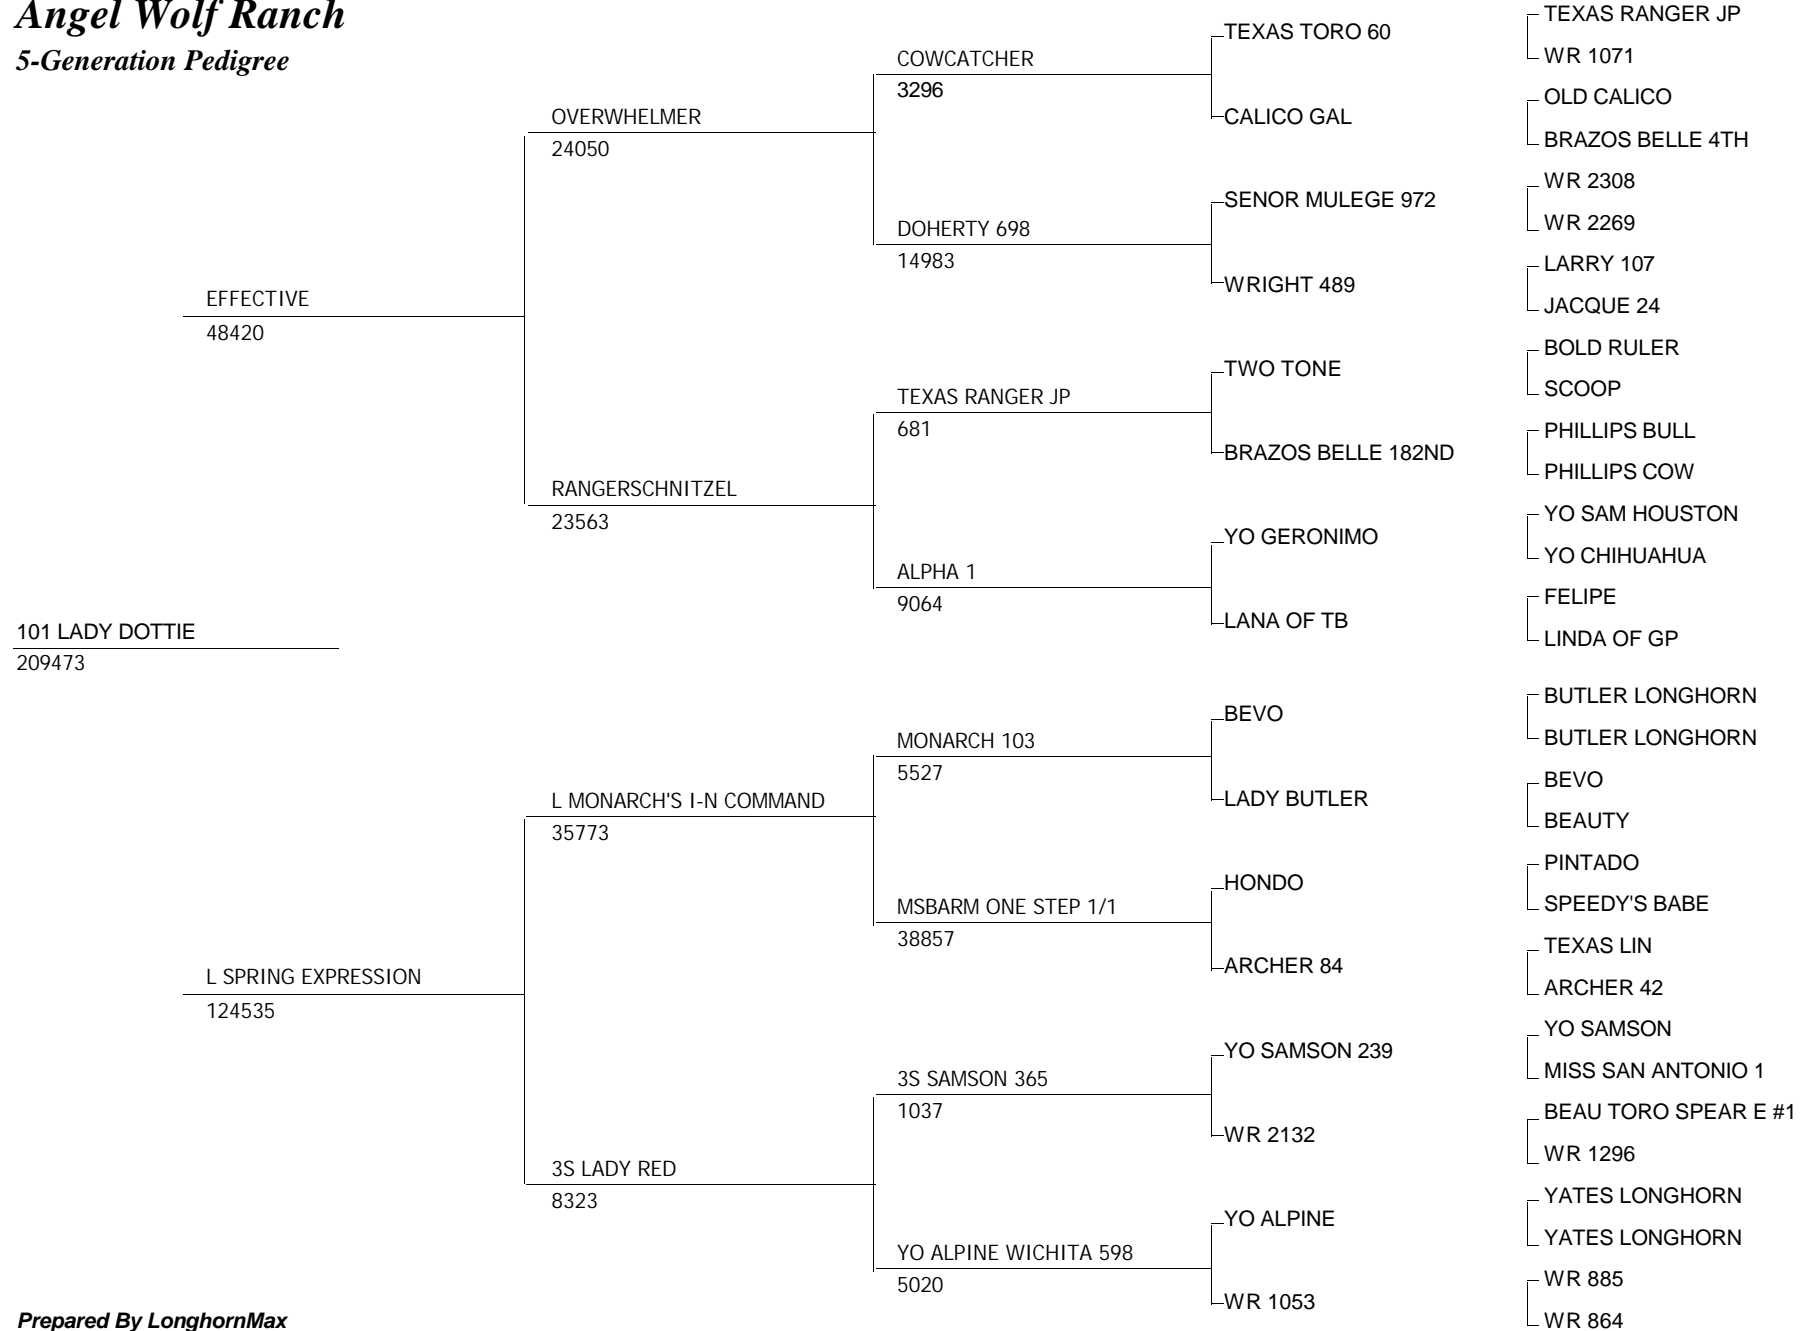 Angel Wolf Ranch
5-Generation Pedigree
101 LADY DOTTIE
209473
EFFECTIVE
48420
L SPRING EXPRESSION
124535
OVERWHELMER
24050
RANGERSCHNITZEL
23563
L MONARCH'S I-N COMMAND
35773
3S LADY RED
8323
COWCATCHER
3296
DOHERTY 698
14983
TEXAS RANGER JP
681
ALPHA 1
9064
MONARCH 103
5527
MSBARM ONE STEP 1/1
38857
3S SAMSON 365
1037
YO ALPINE WICHITA 598
5020
TEXAS TORO 60
CALICO GAL
SENOR MULEGE 972
WRIGHT 489
TWO TONE
BRAZOS BELLE 182ND
YO GERONIMO
LANA OF TB
BEVO
LADY BUTLER
HONDO
ARCHER 84
YO SAMSON 239
WR 2132
YO ALPINE
WR 1053
TEXAS RANGER JP
WR 1071
OLD CALICO
BRAZOS BELLE 4TH
WR 2308
WR 2269
LARRY 107
JACQUE 24
BOLD RULER
SCOOP
PHILLIPS BULL
PHILLIPS COW
YO SAM HOUSTON
YO CHIHUAHUA
FELIPE
LINDA OF GP
BUTLER LONGHORN
BUTLER LONGHORN
BEVO
BEAUTY
PINTADO
SPEEDY'S BABE
TEXAS LIN
ARCHER 42
YO SAMSON
MISS SAN ANTONIO 1
BEAU TORO SPEAR E #1
WR 1296
YATES LONGHORN
YATES LONGHORN
WR 885
WR 864
Prepared By LonghornMax